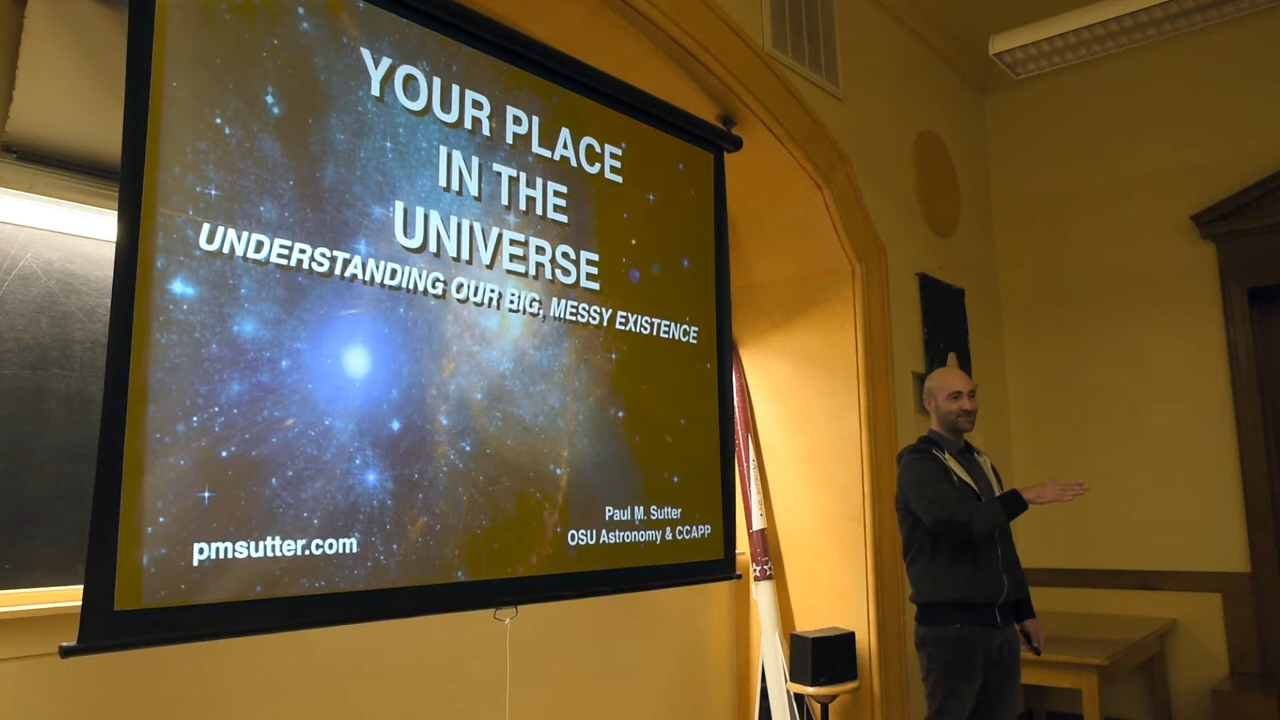 YOUR PLACE
IN THE
UNIVERSE
UNDERSTANDING OUR BIG, MESSY EXISTENCE
Paul M. Sutter
OSU Astronomy & CCAPP
pmsutter.com